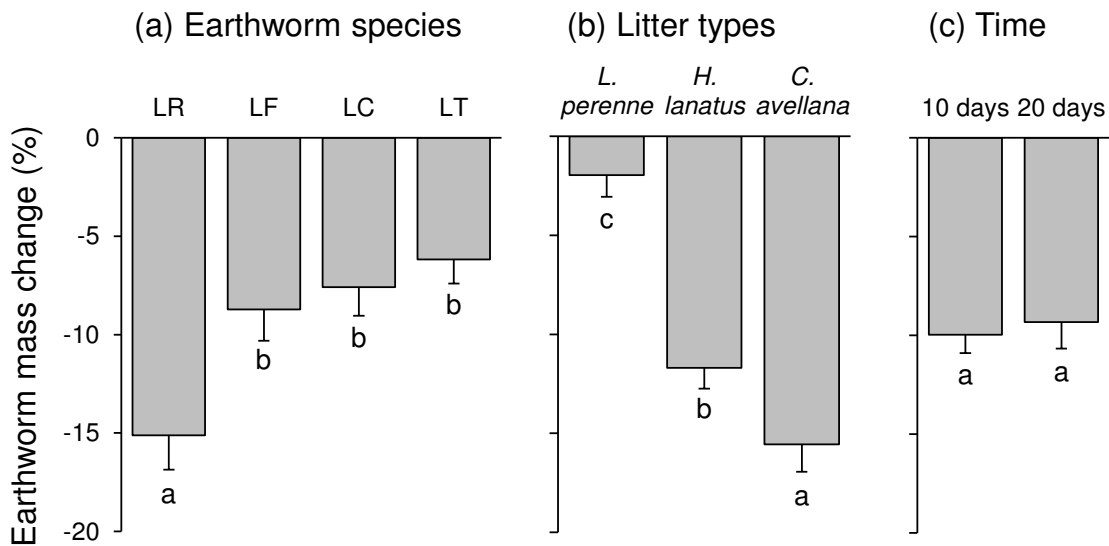 (a) Earthworm species
(b) Litter types
(c) Time
Earthworm mass change (%)
LR LF LC LT
0
-5
-10
-15
-20
a
b
b
b
L. perenne
H. lanatus
C. avellana
c
b
a
10 days 20 days
a
a